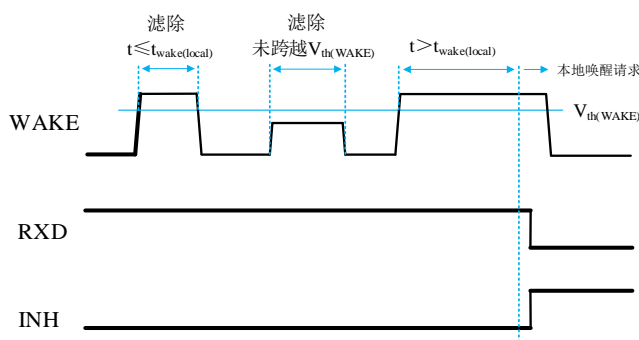 滤除
t≤twake(local)
滤除
未跨越Vth(WAKE)
t>twake(local)
本地唤醒请求
WAKE
Vth(WAKE)
RXD
INH